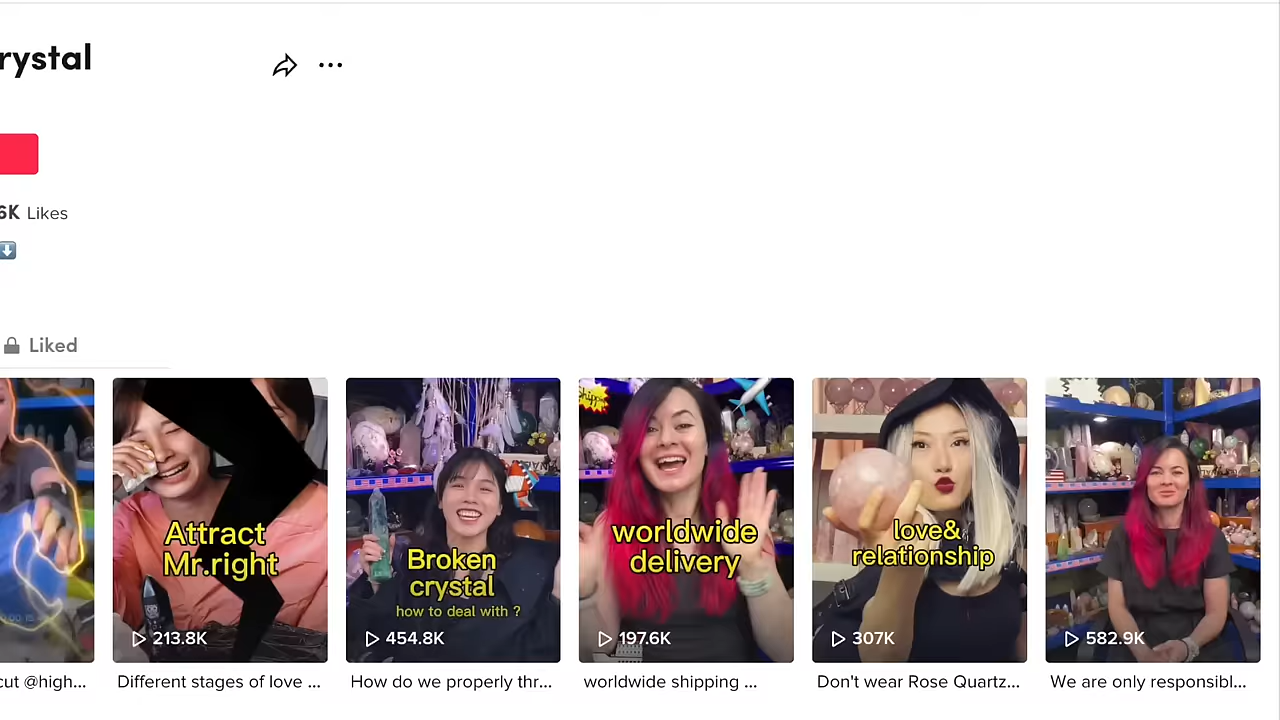 rystal
6K Likes
Liked
Attract
Mr.right
213.8K
Broken
crystal
how to deal with ?
454.8K
worldwide
delivery
197.6K
love&
relationship
307K
582.9K
cut @high...
Different stages of love ...
How do we properly thr...
worldwide shipping ...
Don't wear Rose Quartz...
We are only responsibl...